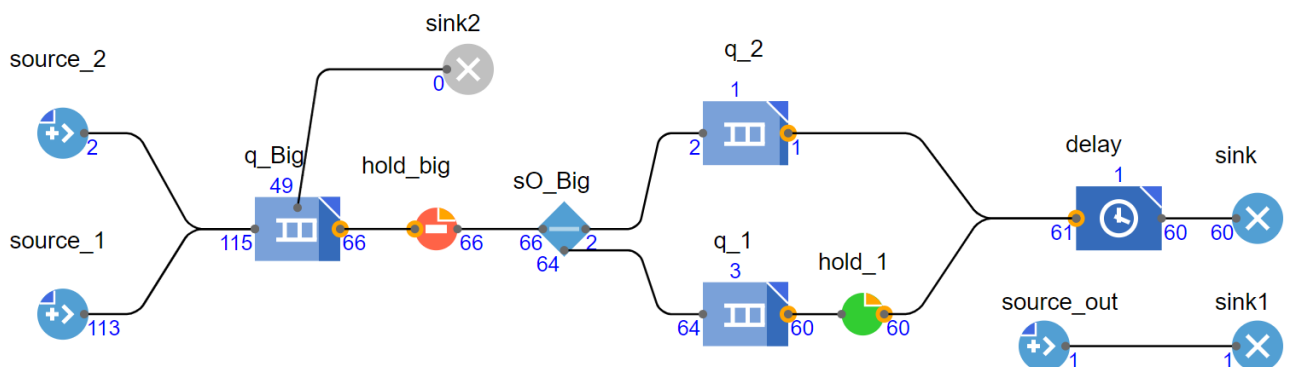 sink2
source_2
q_2
0
1
delay
sink
2
q_Big
hold_big
2
1
1
49
sO_Big
source_1
115
66
66
66
2
61
60
60
64
q_1
hold_1
3
source_out
sink1
113
64
60
60
1
1